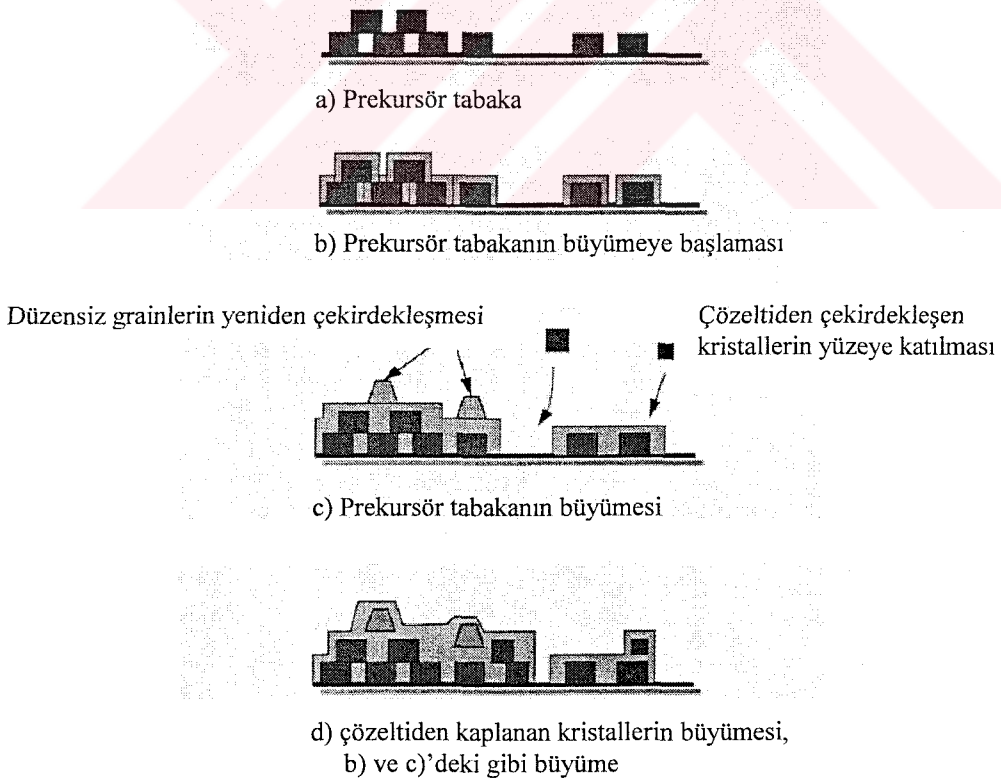 a) Prekursör tabaka
b) Prekursör tabakanın büyümeye başlaması
Düzensiz grainlerin yeniden çekirdekleşmesi
Çözeltiden çekirdekleşen
kristallerin yüzeye katılması
c) Prekursör tabakanın büyümesi
d) çözeltiden kaplanan kristallerin büyümesi,
b) ve c)'deki gibi büyüme